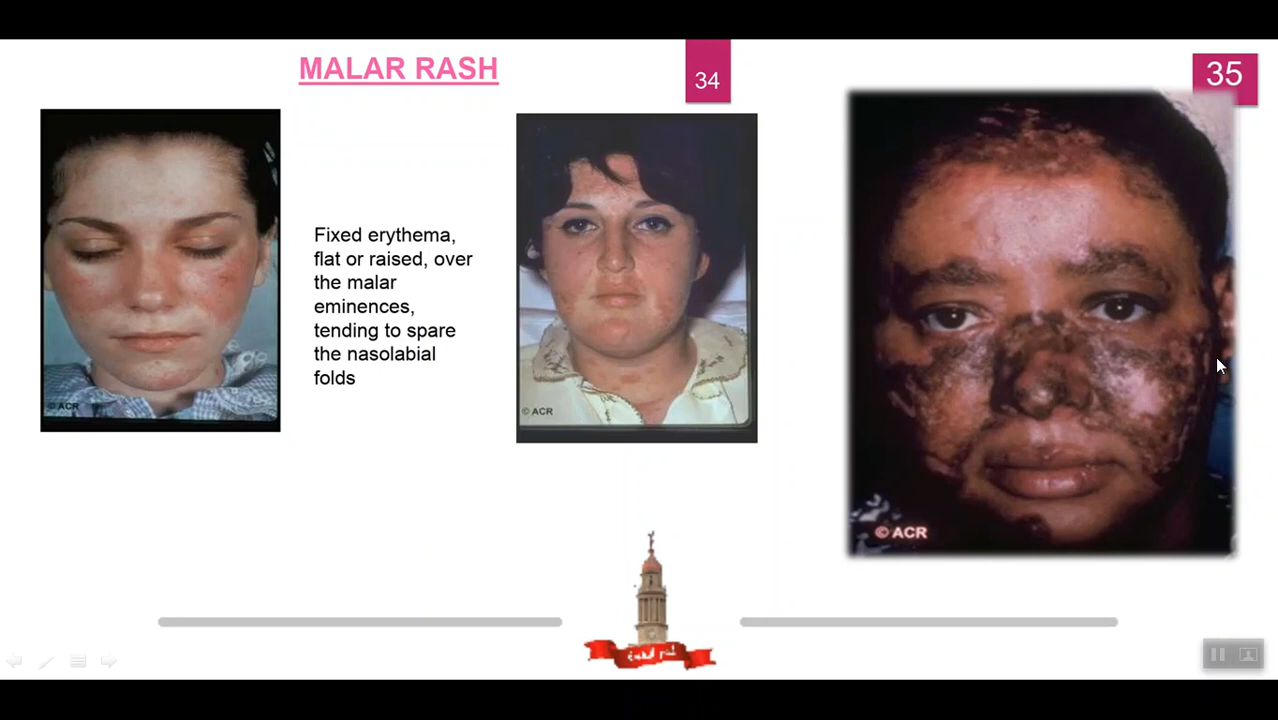 MALAR RASH
34
35
Fixed erythema,
flat or raised, over
the malar
eminences,
tending to spare
the nasolabial
folds
© ACR
© ACR
© ACR